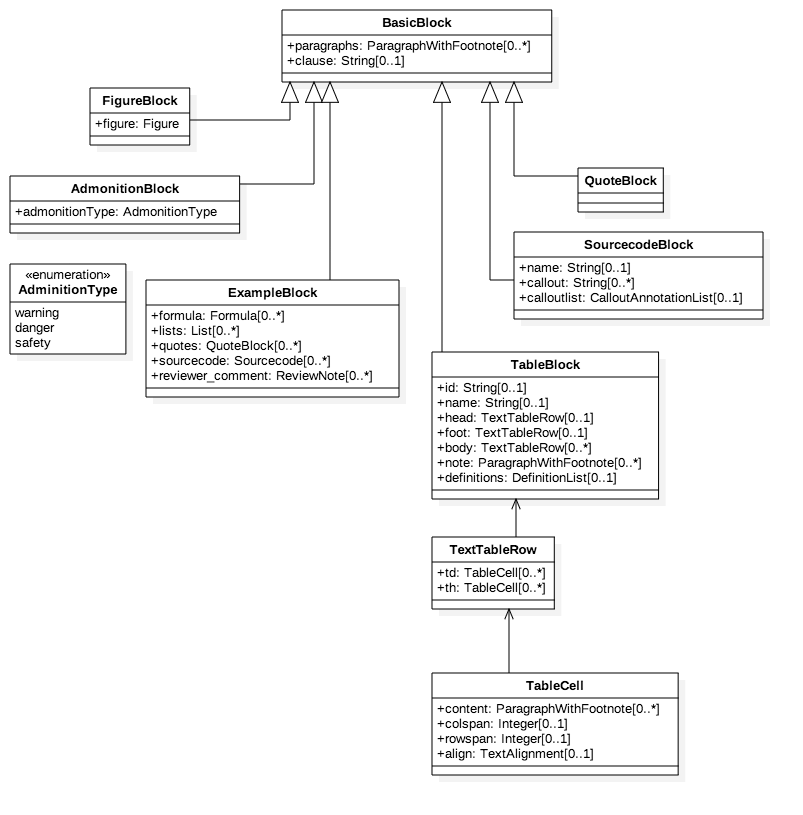 BasicBlock
+paragraphs: ParagraphWithFootnote[0..*]
+clause: String[0..1]
FigureBlock
+figure: Figure
AdmonitionBlock
+admonitionType: AdmonitionType
QuoteBlock
SourcecodeBlock
+name: String[0..1]
+callout: String[0..*]
+calloutlist: CalloutAnnotationList[0..1]
«enumeration»
AdminitionType
warning
danger
safety
ExampleBlock
+formula: Formula[0..*]
+lists: List[0..*]
+quotes: QuoteBlock[0..*]
+sourcecode: Sourcecode[0..*]
+reviewer_comment: ReviewNote[0..*]
TableBlock
+id: String[0..1]
+name: String[0..1]
+head: TextTableRow[0..1]
+foot: TextTableRow[0..1]
+body: TextTableRow[0..*]
+note: ParagraphWithFootnote[0..*]
+definitions: DefinitionList[0..1]
TextTableRow
+td: TableCell[0..*]
+th: TableCell[0..*]
TableCell
+content: ParagraphWithFootnote[0..*]
+colspan: Integer[0..1]
+rowspan: Integer[0..1]
+align: TextAlignment[0..1]